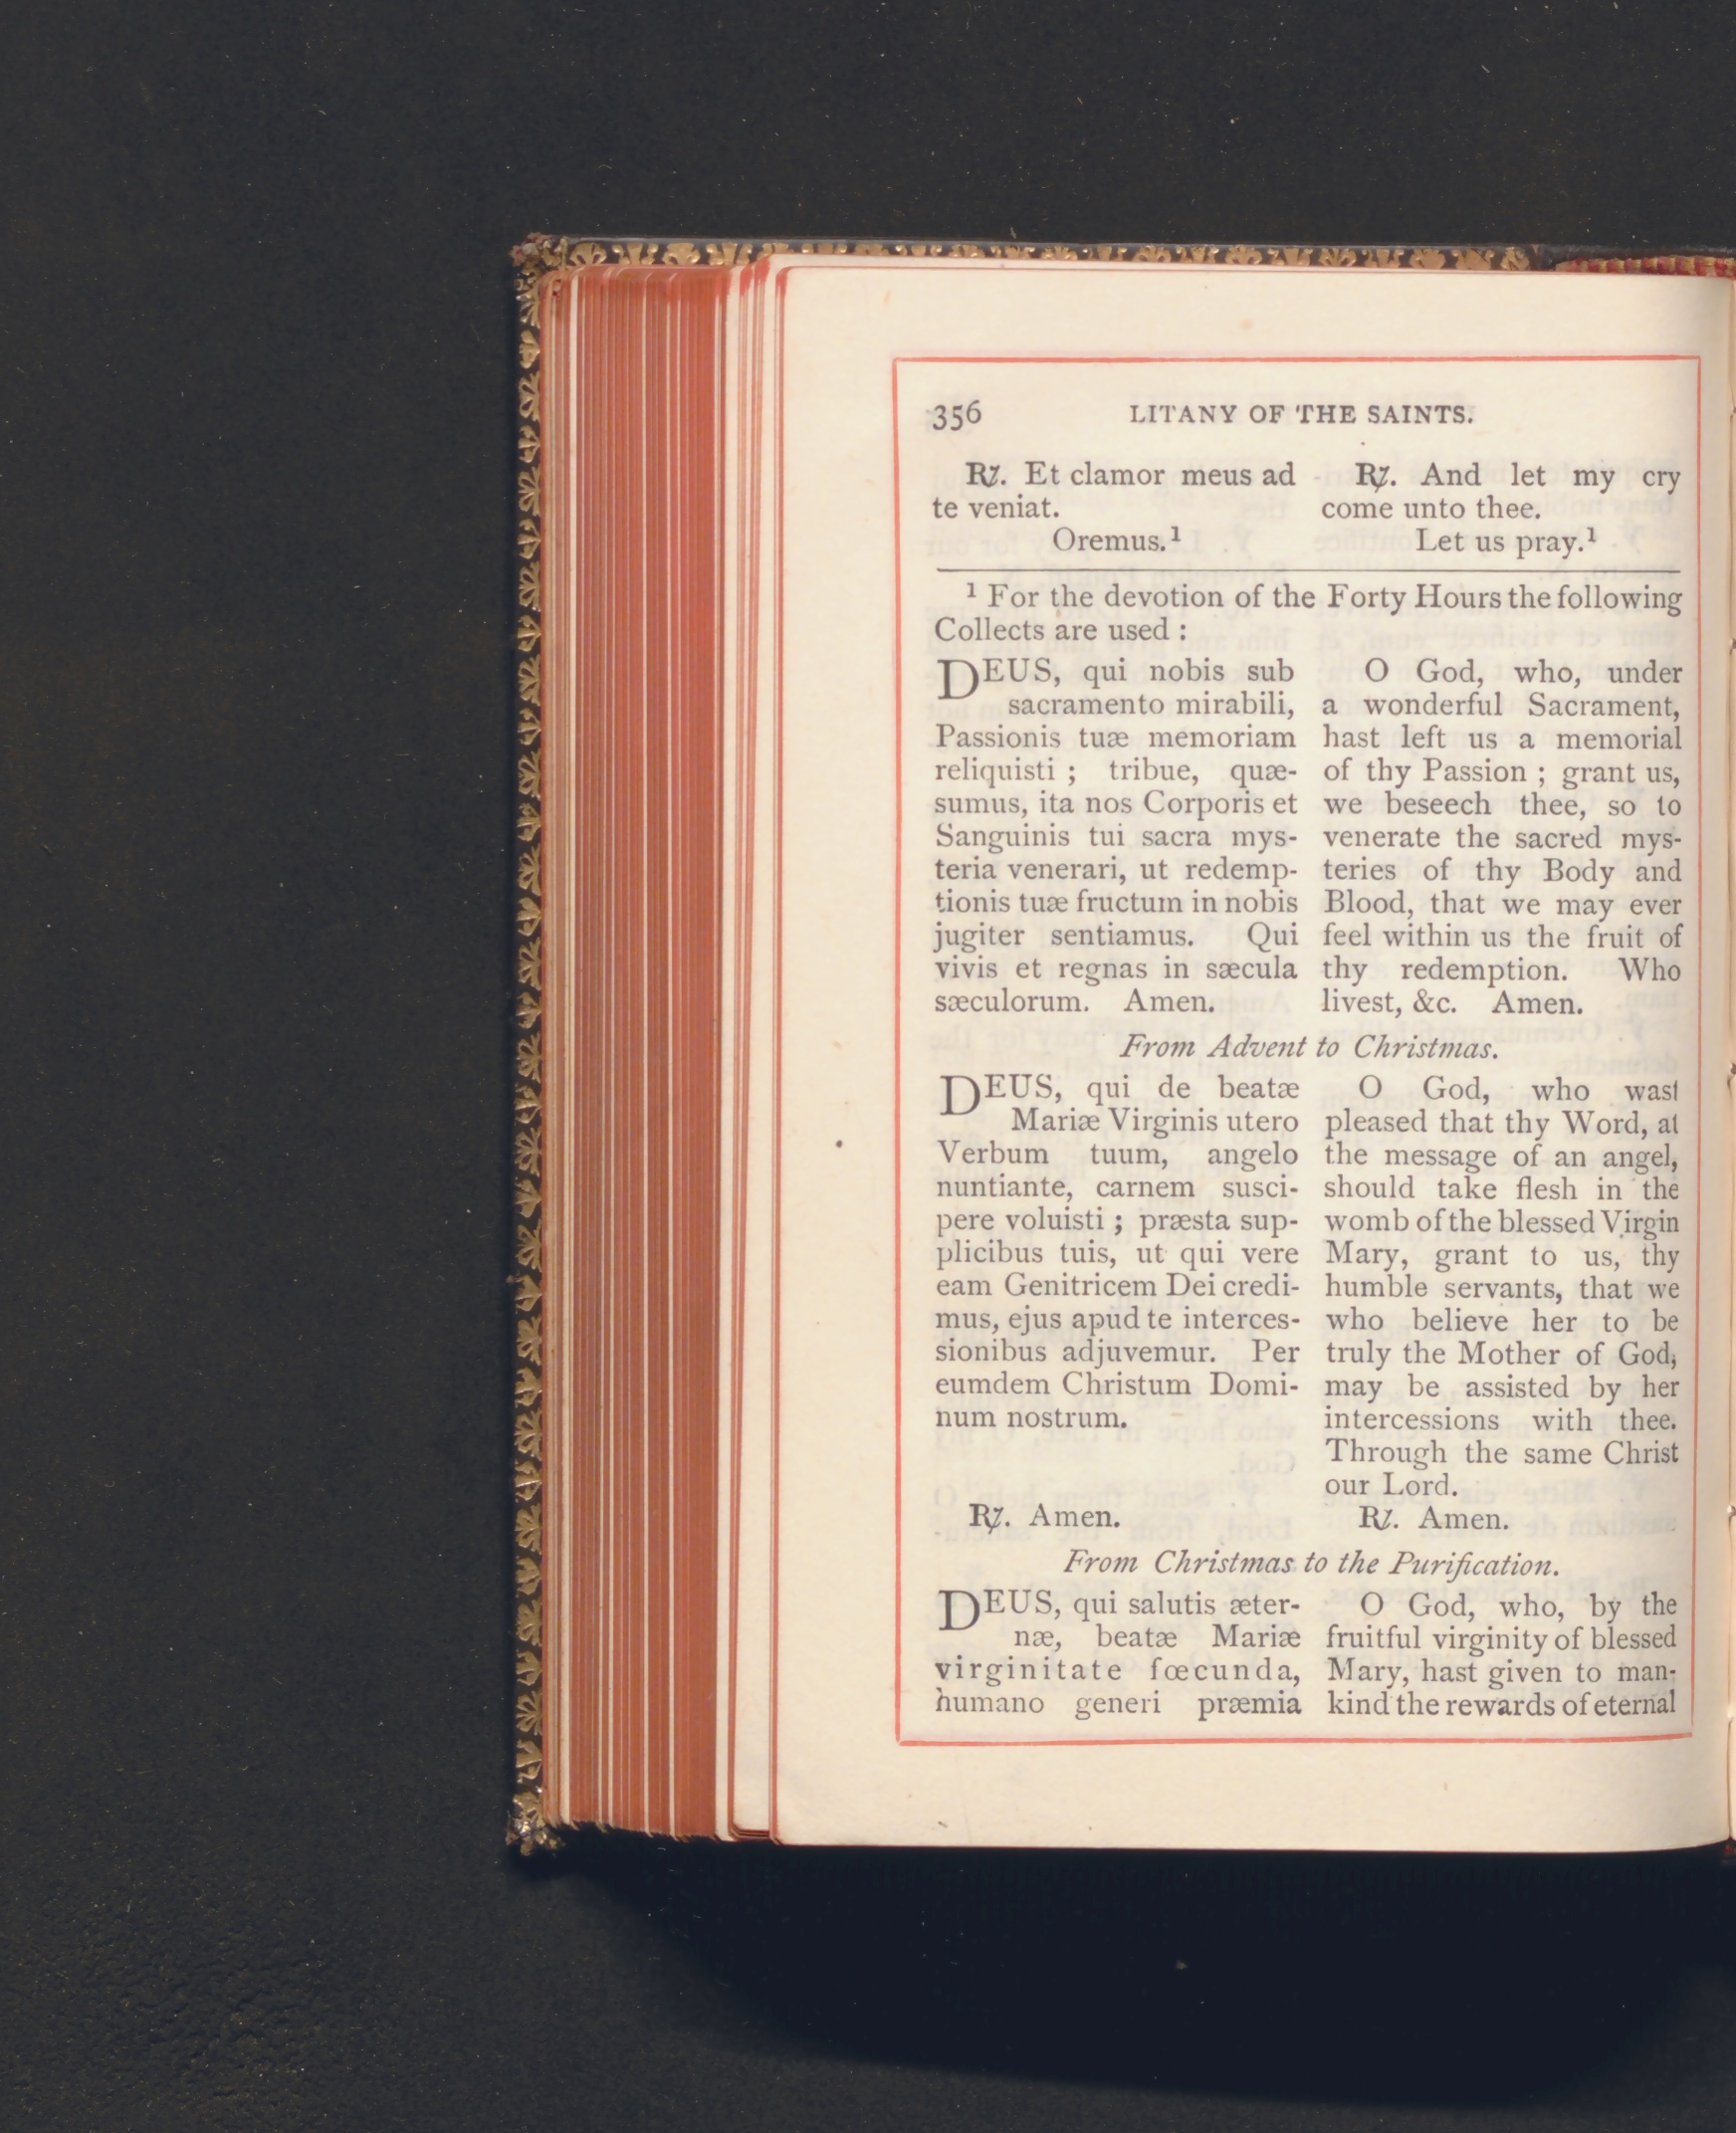 356 LITANY OF THE SAINTS.
℟. Et clamor meus ad
te veniat.
Oremus.¹
℟. And let my cry
come unto thee.
Let us pray.¹
¹ For the devotion of the Forty Hours the following
Collects are used :
DEUS, qui nobis sub
sacramento mirabili,
Passionis tuæ memoriam
reliquisti ; tribue, quæ-
sumus, ita nos Corporis et
Sanguinis tui sacra mys-
teria venerari, ut redemp-
tionis tuæ fructum in nobis
jugiter sentiamus. Qui
vivis et regnas in sæcula
sæculorum. Amen.
O God, who, under
a wonderful Sacrament,
hast left us a memorial
of thy Passion ; grant us,
we beseech thee, so to
venerate the sacred mys-
teries of thy Body and
Blood, that we may ever
feel within us the fruit of
thy redemption. Who
livest, &c. Amen.
From Advent to Christmas.
DEUS, qui de beatæ
Mariæ Virginis utero
Verbum tuum, angelo
nuntiante, carnem susci-
pere voluisti ; præsta sup-
plicibus tuis, ut qui vere
eam Genitricem Dei credi-
mus, ejus apud te interces-
sionibus adjuvemur. Per
eumdem Christum Domi-
num nostrum.
℟. Amen.
O God, who wast
pleased that thy Word, at
the message of an angel,
should take flesh in the
womb of the blessed Virgin
Mary, grant to us, thy
humble servants, that we
who believe her to be
truly the Mother of God,
may be assisted by her
intercessions with thee.
Through the same Christ
our Lord.
℟. Amen.
From Christmas to the Purification.
DEUS, qui salutis æter-
næ, beatæ Mariæ
virginitate fœcunda,
humano generi præmia
O God, who, by the
fruitful virginity of blessed
Mary, hast given to man-
kind the rewards of eternal